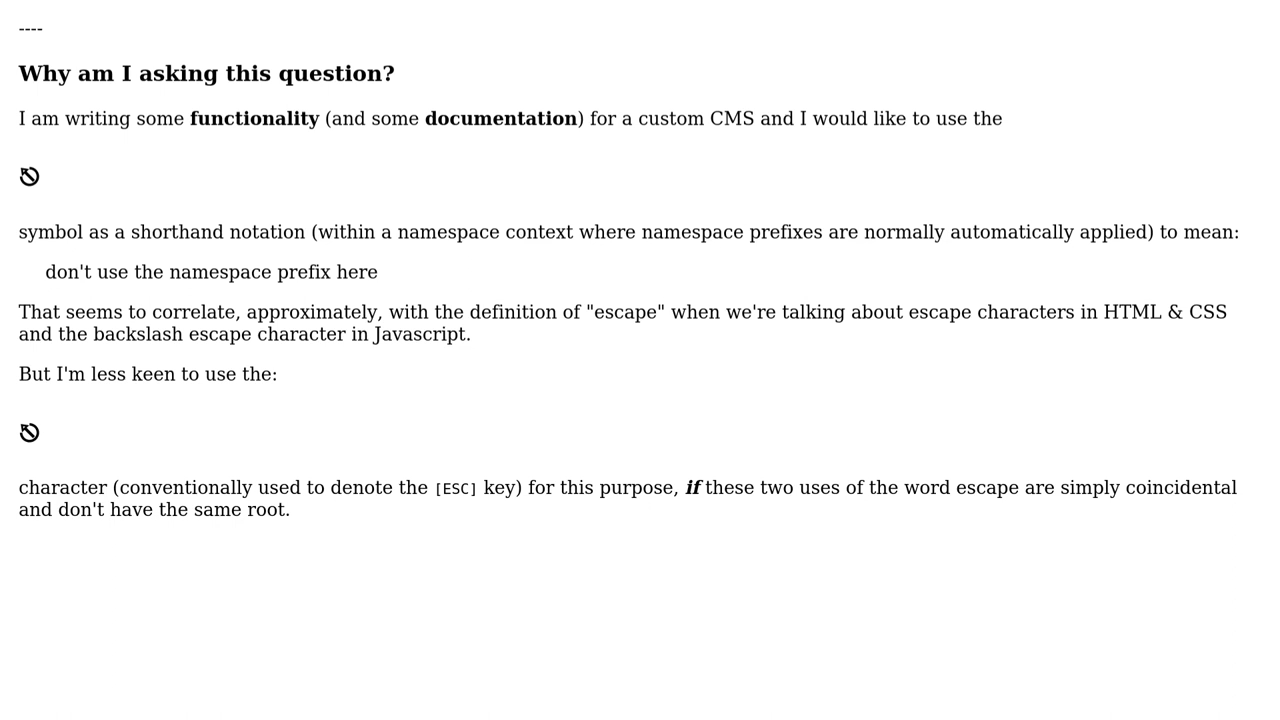 ----
Why am I asking this question?
I am writing some functionality (and some documentation) for a custom CMS and I would like to use the
⎋
symbol as a shorthand notation (within a namespace context where namespace prefixes are normally automatically applied) to mean:
don't use the namespace prefix here
That seems to correlate, approximately, with the definition of "escape" when we're talking about escape characters in HTML & CSS
and the backslash escape character in Javascript.
But I'm less keen to use the:
⎋
character (conventionally used to denote the [ESC] key) for this purpose, if these two uses of the word escape are simply coincidental
and don't have the same root.